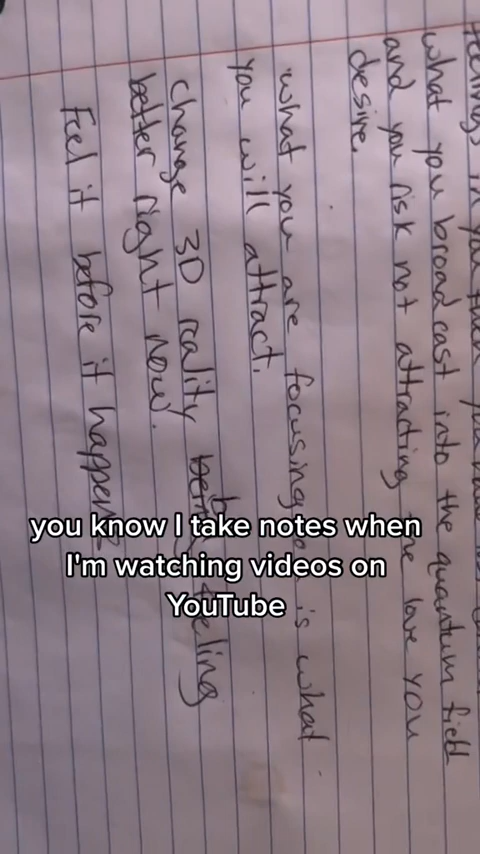 what you broadcast into the quantum field
and you risk not attracting the love you
desire.
what you are focusing is what
you will attract.
Change 3D reality by feeling
better right now.
Feel it before it happens
you know I take notes when
I'm watching videos on
YouTube